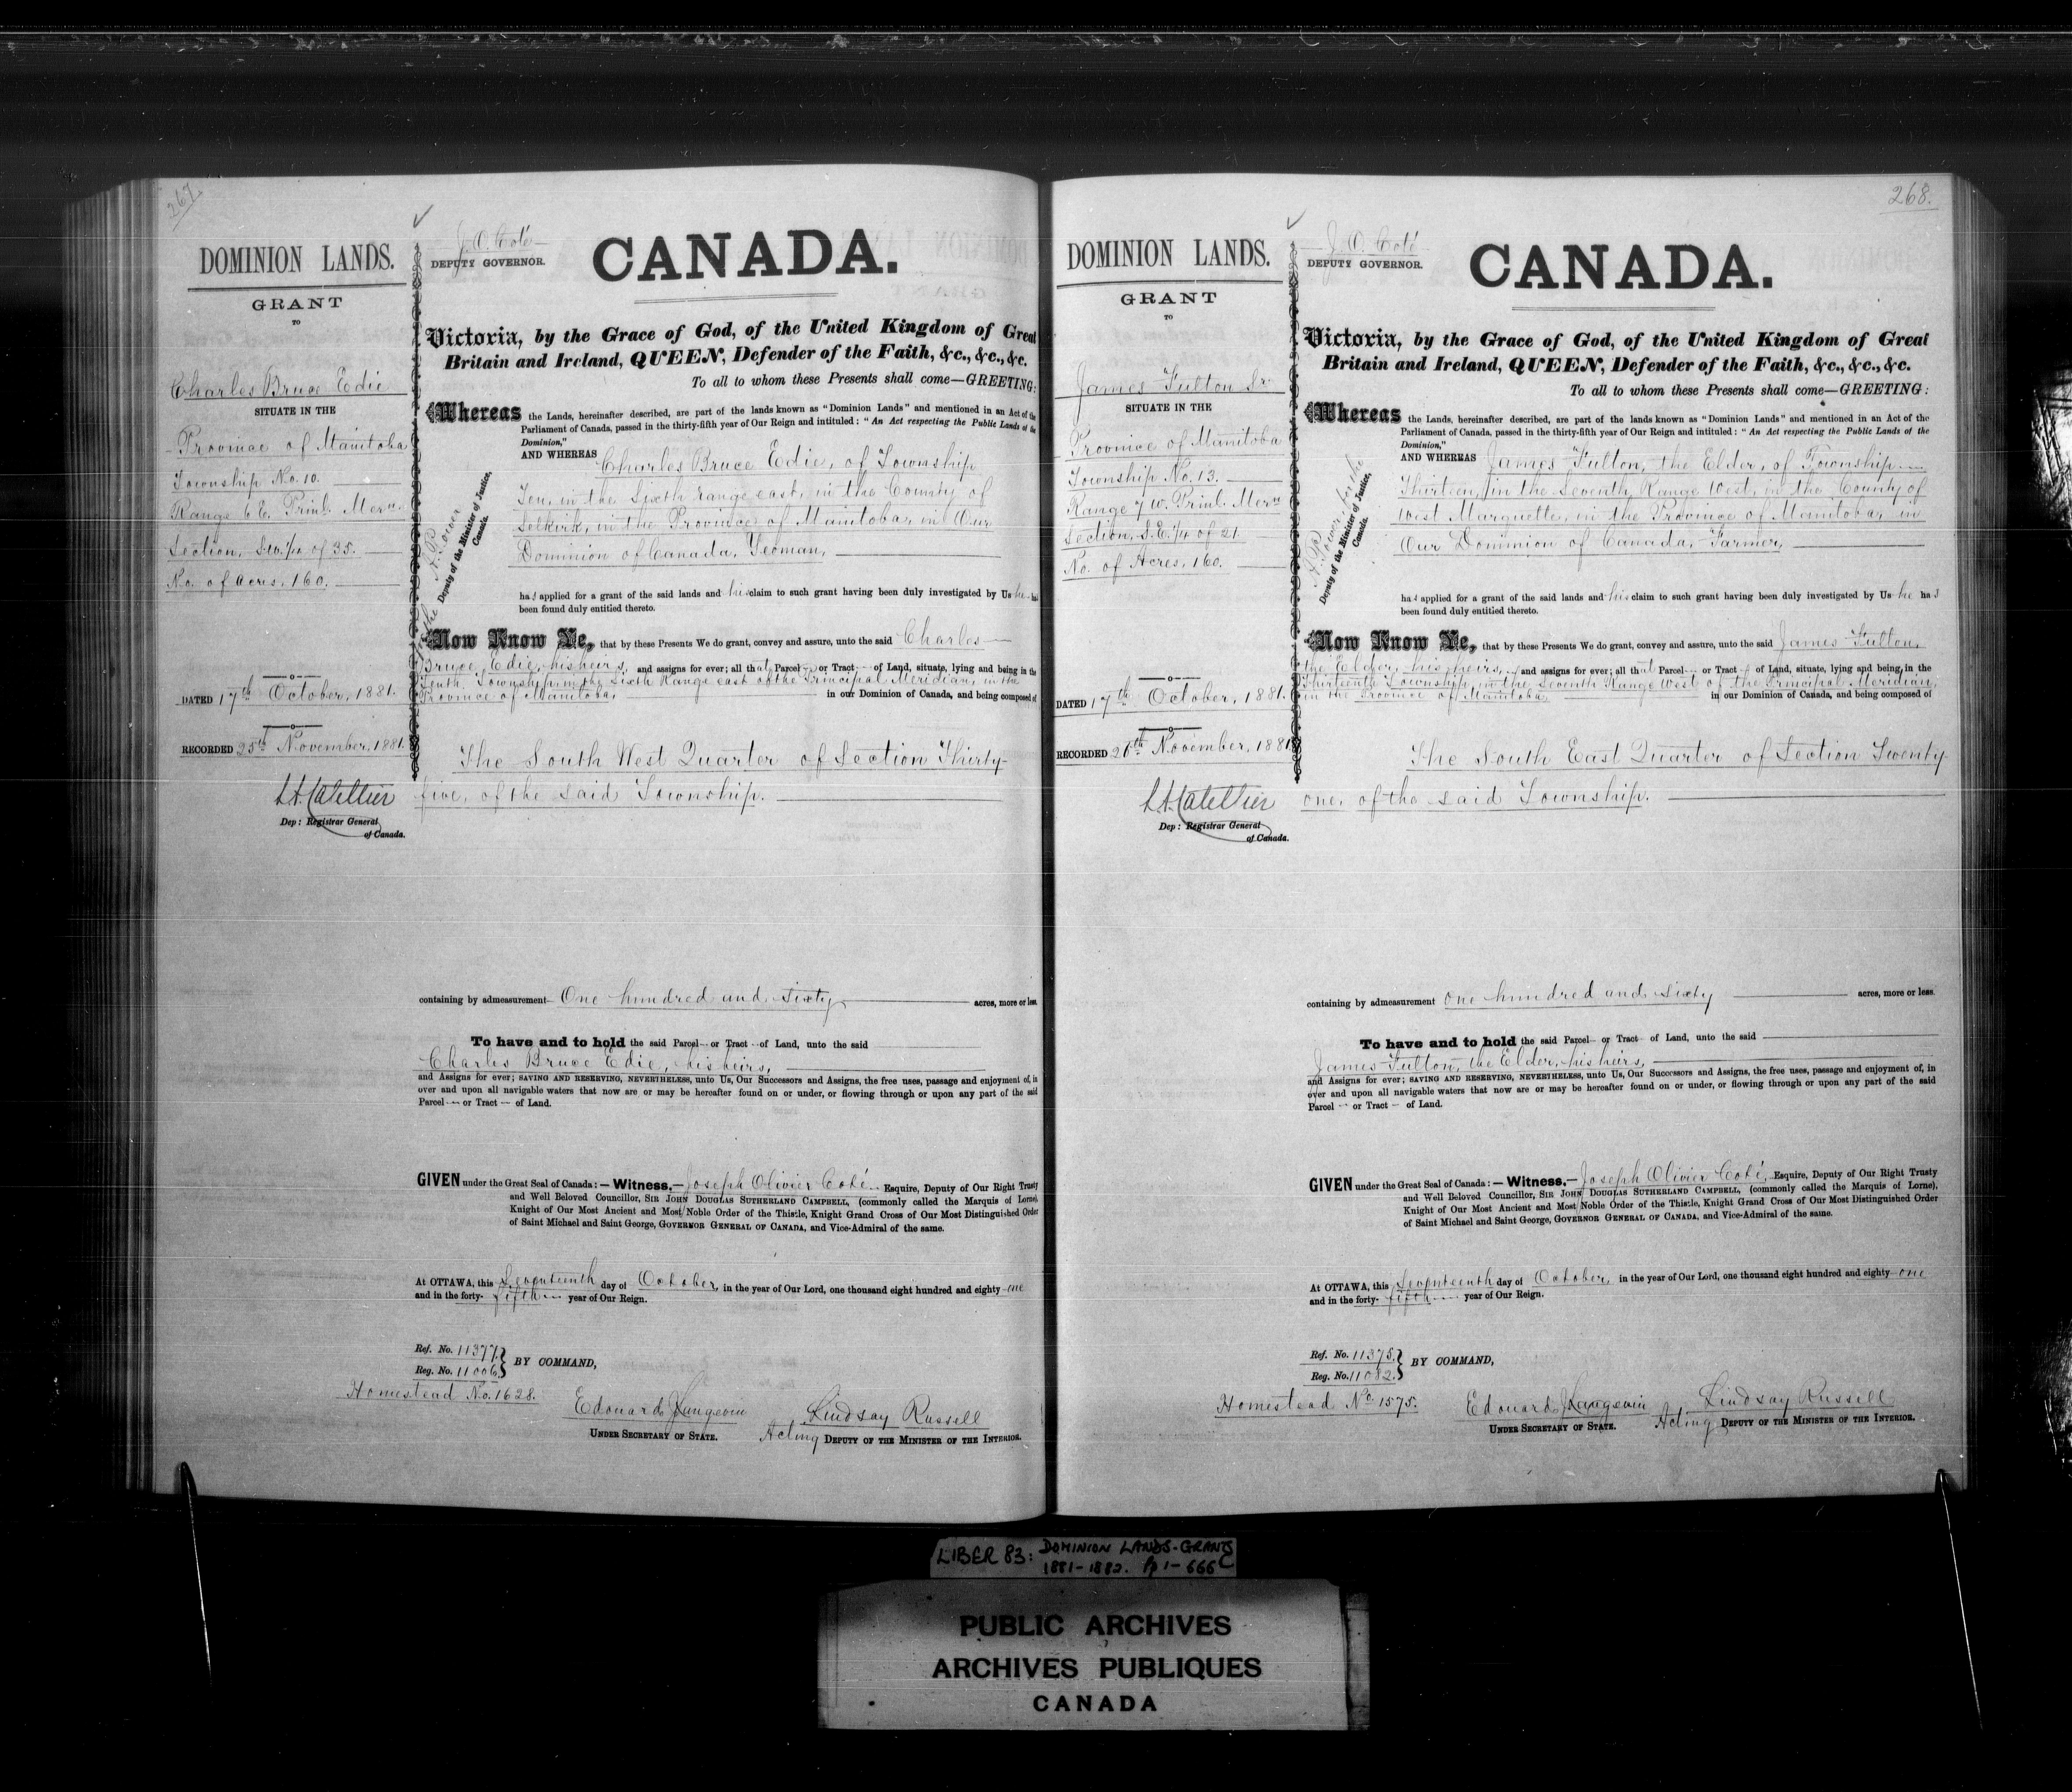 267.
DOMINION LANDS.
GRANT
TO
Charles Bruce Edie
SITUATE IN THE
Province of Manitoba
Township No. 10.
Range 6 E. Prinl. Mern.
Section, S.W. 1/4 of 35.
No. of Acres, 160.
DATED 17th October, 1881.
RECORDED 25th November, 1881.
Dep: Registrar General
of Canada.
J. O. Coté
DEPUTY GOVERNOR.
CANADA.
Victoria, by the Grace of God, of the United Kingdom of Great
Britain and Ireland, QUEEN, Defender of the Faith, &c., &c., &c.
To all to whom these Presents shall come—GREETING:
Deputy of the Minister of Justice,
Canada.
Whereas the Lands, hereinafter described, are part of the lands known as "Dominion Lands" and mentioned in an Act of the
Parliament of Canada, passed in the thirty-fifth year of Our Reign and intituled: "An Act respecting the Public Lands of the
Dominion,"
AND WHEREAS Charles Bruce Edie, of Township
Ten, in the Sixth range east, in the County of
Selkirk, in the Province of Manitoba, in Our
Dominion of Canada, Yeoman,
has applied for a grant of the said lands and his claim to such grant having been duly investigated by Us he has
been found duly entitled thereto.
Now Know Ye, that by these Presents We do grant, convey and assure, unto the said Charles
Bruce Edie, his heirs, and assigns for ever; all that Parcel or Tract of Land, situate, lying and being in the
Tenth Township, in the Sixth Range east of the Principal Meridian, in the
Province of Manitoba, in our Dominion of Canada, and being composed of
The South West Quarter of Section Thirty-
five, of the said Township.
containing by admeasurement One hundred and sixty acres, more or less.
To have and to hold the said Parcel or Tract of Land, unto the said
Charles Bruce Edie, his heirs,
and Assigns for ever; SAVING AND RESERVING, NEVERTHELESS, unto Us, Our Successors and Assigns, the free uses, passage and enjoyment of, in
over and upon all navigable waters that now are or may be hereafter found on or under, or flowing through or upon any part of the said
Parcel or Tract of Land.
GIVEN under the Great Seal of Canada:—Witness,—Joseph Olivier Coté Esquire, Deputy of Our Right Trusty
and Well Beloved Councillor, SIR JOHN DOUGLAS SUTHERLAND CAMPBELL, (commonly called the Marquis of Lorne),
Knight of Our Most Ancient and Most Noble Order of the Thistle, Knight Grand Cross of Our Most Distinguished Order
of Saint Michael and Saint George, GOVERNOR GENERAL OF CANADA, and Vice-Admiral of the same.
At OTTAWA, this Seventeenth day of October, in the year of Our Lord, one thousand eight hundred and eighty-one
and in the forty-fifth year of Our Reign.
Ref. No. 11377.
Reg. No. 11006.
BY COMMAND,
Homestead No. 1628.
Edouard J Langevin
UNDER SECRETARY OF STATE.
Lindsay Russell
Acting DEPUTY OF THE MINISTER OF THE INTERIOR.
268.
DOMINION LANDS.
GRANT
TO
James Fulton Sr.
SITUATE IN THE
Province of Manitoba
Township No. 13.
Range 7 W. Prinl. Mern
Section, S.E. 1/4 of 21
No. of Acres, 160.
DATED 17th October, 1881.
RECORDED 26th November, 1881
Dep: Registrar General
of Canada.
J. O. Coté
DEPUTY GOVERNOR.
CANADA.
Victoria, by the Grace of God, of the United Kingdom of Great
Britain and Ireland, QUEEN, Defender of the Faith, &c., &c., &c.
To all to whom these Presents shall come—GREETING:
Deputy of the Minister of Justice,
Canada.
Whereas the Lands, hereinafter described, are part of the lands known as "Dominion Lands" and mentioned in an Act of the
Parliament of Canada, passed in the thirty-fifth year of Our Reign and intituled: "An Act respecting the Public Lands of the
Dominion,"
AND WHEREAS James Fulton, the Elder, of Township
Thirteen, in the Seventh Range West, in the County of
West Marquette, in the Province of Manitoba, in
Our Dominion of Canada, Farmer,
has applied for a grant of the said lands and his claim to such grant having been duly investigated by Us he has
been found duly entitled thereto.
Now Know Ye, that by these Presents We do grant, convey and assure, unto the said James Fulton,
the Elder, his heirs, and assigns for ever; all that Parcel or Tract of Land, situate, lying and being, in the
Thirteenth Township, in the Seventh Range West of the Principal Meridian,
in the Province of Manitoba, in our Dominion of Canada, and being composed of
The South East Quarter of Section Twenty
one, of the said Township.
containing by admeasurement one hundred and sixty acres, more or less.
To have and to hold the said Parcel or Tract of Land, unto the said
James Fulton, the Elder, his heirs,
and Assigns for ever; SAVING AND RESERVING, NEVERTHELESS, unto Us, Our Successors and Assigns, the free uses, passage and enjoyment of, in
over and upon all navigable waters that now are or may be hereafter found on or under, or flowing through or upon any part of the said
Parcel or Tract of Land.
GIVEN under the Great Seal of Canada:—Witness,—Joseph Olivier Coté, Esquire, Deputy of Our Right Trusty
and Well Beloved Councillor, SIR JOHN DOUGLAS SUTHERLAND CAMPBELL, (commonly called the Marquis of Lorne),
Knight of Our Most Ancient and Most Noble Order of the Thistle, Knight Grand Cross of Our Most Distinguished Order
of Saint Michael and Saint George, GOVERNOR GENERAL OF CANADA, and Vice-Admiral of the same.
At OTTAWA, this Seventeenth day of October, in the year of Our Lord, one thousand eight hundred and eighty-one
and in the forty-fifth year of Our Reign.
Ref. No. 11375.
Reg. No. 11082.
BY COMMAND,
Homestead No. 1575.
Edouard J Langevin
UNDER SECRETARY OF STATE.
Lindsay Russell
Acting DEPUTY OF THE MINISTER OF THE INTERIOR.
LIBER 83: DOMINION LANDS-GRANTS
1881-1882. Pp 1-666
PUBLIC ARCHIVES
ARCHIVES PUBLIQUES
CANADA